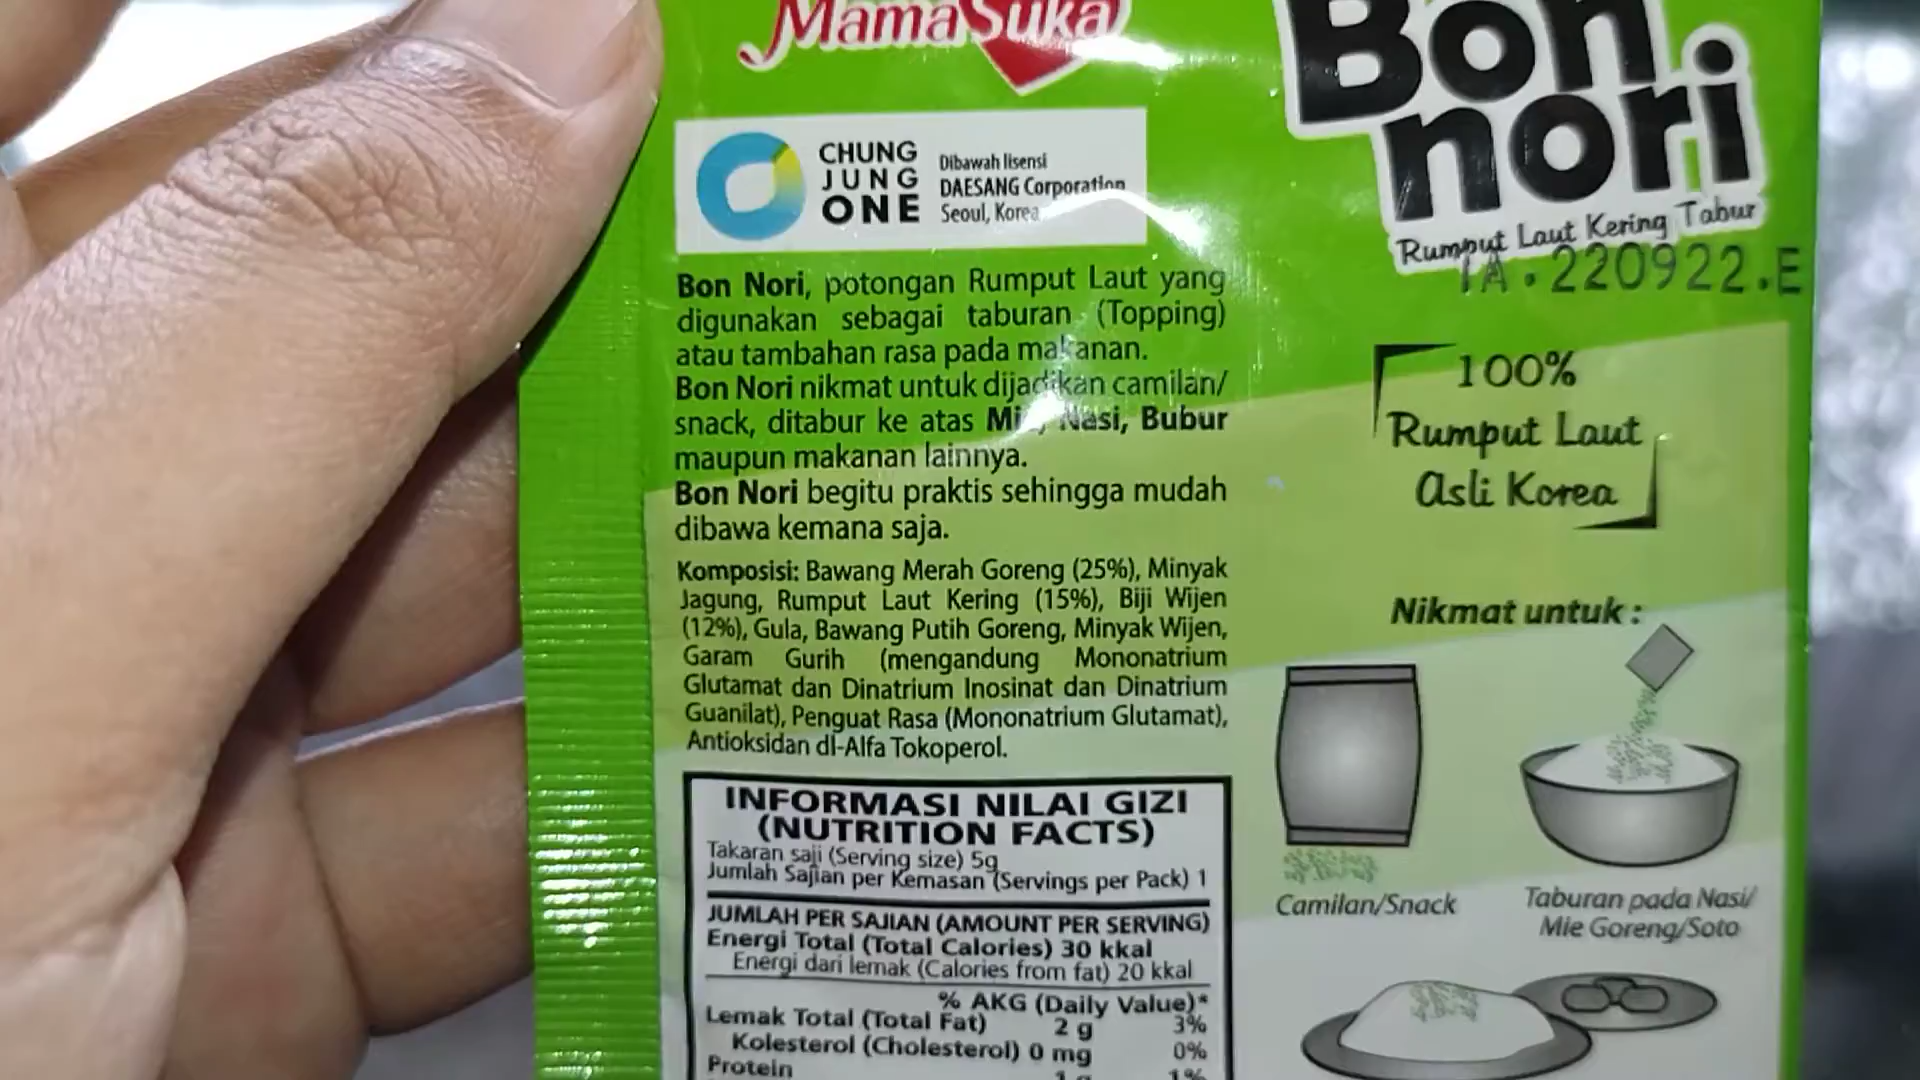 MamaSuka
Bon
nori
Rumput Laut Kering Tabur
TA.220922.E
CHUNG
JUNG
ONE
Dibawah lisensi
DAESANG Corporation
Seoul, Korea
Bon Nori, potongan Rumput Laut yang
digunakan sebagai taburan (Topping)
atau tambahan rasa pada makanan.
Bon Nori nikmat untuk dijadikan camilan/
snack, ditabur ke atas Mie, Nasi, Bubur
maupun makanan lainnya.
Bon Nori begitu praktis sehingga mudah
dibawa kemana saja.
Komposisi: Bawang Merah Goreng (25%), Minyak
Jagung, Rumput Laut Kering (15%), Biji Wijen
(12%), Gula, Bawang Putih Goreng, Minyak Wijen,
Garam Gurih (mengandung Mononatrium
Glutamat dan Dinatrium Inosinat dan Dinatrium
Guanilat), Penguat Rasa (Mononatrium Glutamat),
Antioksidan dl-Alfa Tokoperol.
INFORMASI NILAI GIZI
(NUTRITION FACTS)
Takaran saji (Serving size) 5g
Jumlah Sajian per Kemasan (Servings per Pack) 1
JUMLAH PER SAJIAN (AMOUNT PER SERVING)
Energi Total (Total Calories) 30 kkal
Energi dari lemak (Calories from fat) 20 kkal
% AKG (Daily Value)*
Lemak Total (Total Fat) 2 g 3%
Kolesterol (Cholesterol) 0 mg 0%
Protein 1 g 1%
100%
Rumput Laut
Asli Korea
Nikmat untuk :
Camilan/Snack
Taburan pada Nasi/
Mie Goreng/Soto